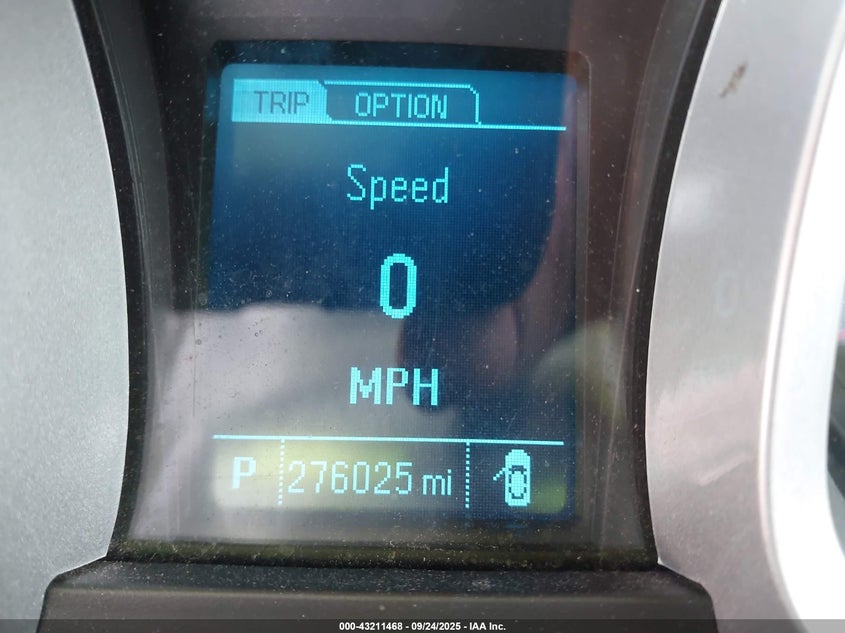 TRIP OPTION
Speed
0
MPH
P 276025 mi
000-43211468 - 09/24/2025 - IAA Inc.